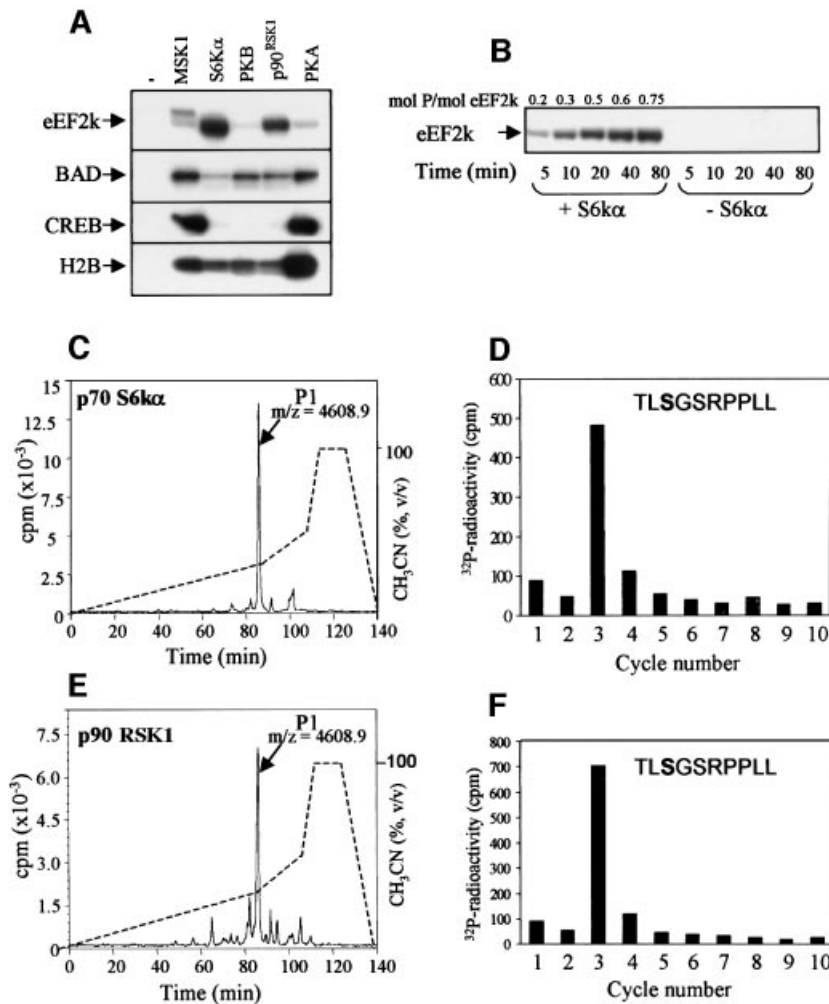 A
- MSK1 S6Kα PKB p90RSK1 PKA
eEF2k
BAD
CREB
H2B
B
mol P/mol eEF2k 0.2 0.3 0.5 0.6 0.75
eEF2k
Time (min) 5 10 20 40 80 5 10 20 40 80
+ S6kα - S6kα
C
p70 S6kα
P1
m/z = 4608.9
cpm (x10-3)
15
12.5
10
7.5
5
2.5
0
100
CH3CN (%, v/v)
0 20 40 60 80 100 120 140
Time (min)
D
TLSGSRPPLL
32P-radioactivity (cpm)
600
500
400
300
200
100
0
1 2 3 4 5 6 7 8 9 10
Cycle number
E
p90 RSK1
P1
m/z = 4608.9
cpm (x10-3)
7.5
6.0
4.5
3.0
1.5
0
100
CH3CN (%, v/v)
0 20 40 60 80 100 120 140
Time (min)
F
TLSGSRPPLL
32P-radioactivity (cpm)
800
700
600
500
400
300
200
100
0
1 2 3 4 5 6 7 8 9 10
Cycle number